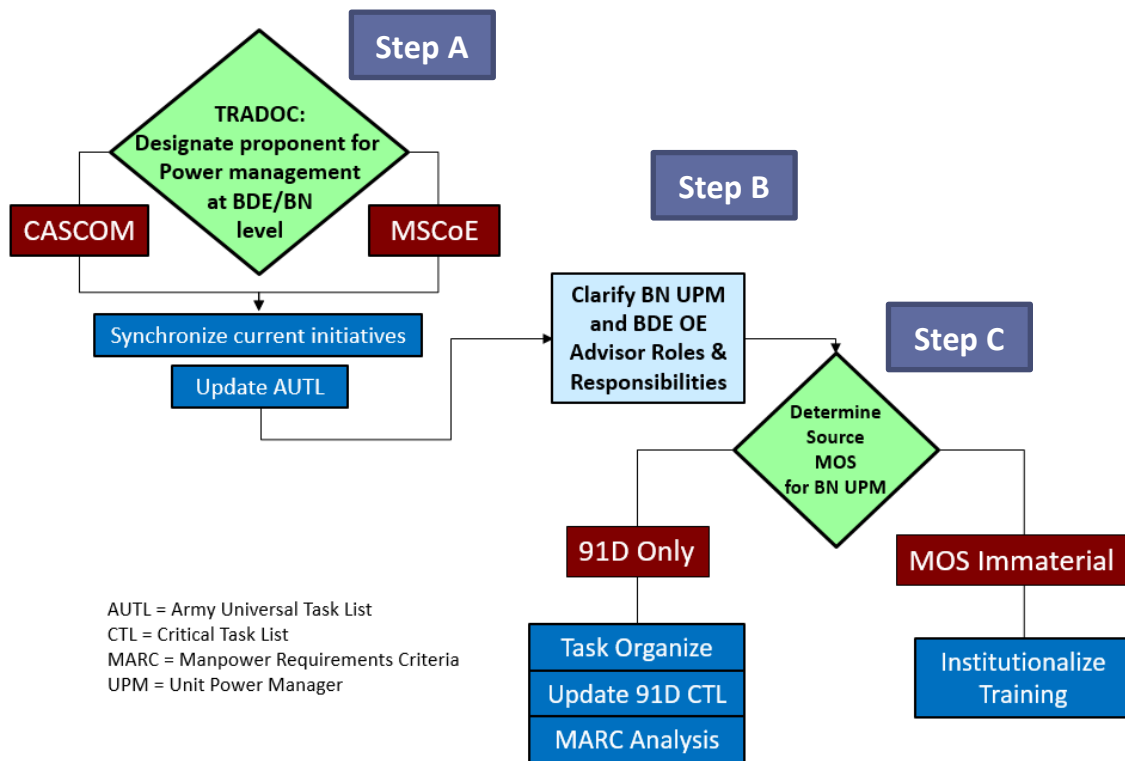 Step A
TRADOC:
Designate proponent for
Power management
at BDE/BN
level
CASCOM
MSCoE
Synchronize current initiatives
Update AUTL
Step B
Clarify BN UPM
and BDE OE
Advisor Roles &
Responsibilities
Step C
Determine
Source
MOS
for BN UPM
91D Only
MOS Immaterial
Task Organize
Update 91D CTL
MARC Analysis
Institutionalize
Training
AUTL = Army Universal Task List
CTL = Critical Task List
MARC = Manpower Requirements Criteria
UPM = Unit Power Manager